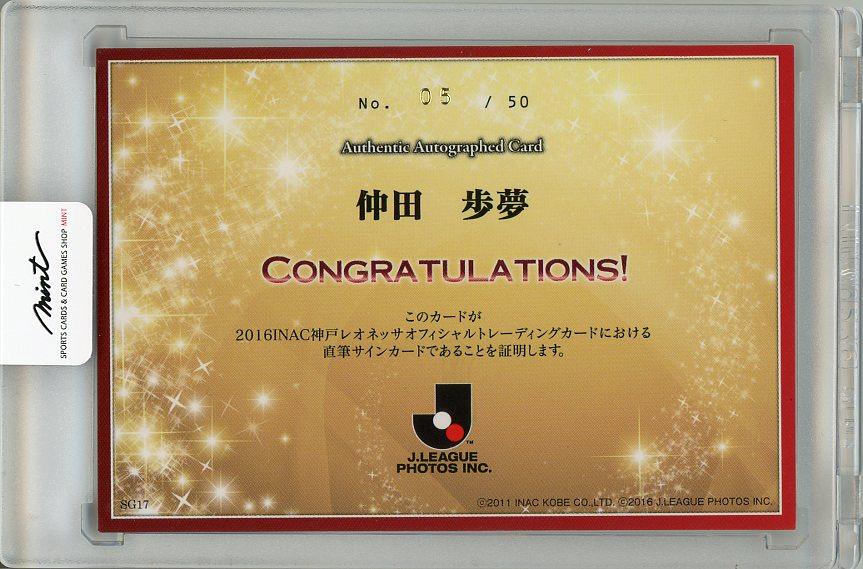 No. 05 / 50
Authentic Autographed Card
仲田 歩夢
CONGRATULATIONS!
このカードが
2016INAC神戸レオネッサオフィシャルトレーディングカードにおける
直筆サインカードであることを証明します。
J.LEAGUE
PHOTOS INC.
TM
SG17
©2011 INAC KOBE CO.,LTD. ©2016 J.LEAGUE PHOTOS INC.
mint
SPORTS CARDS & CARD GAMES SHOP MINT